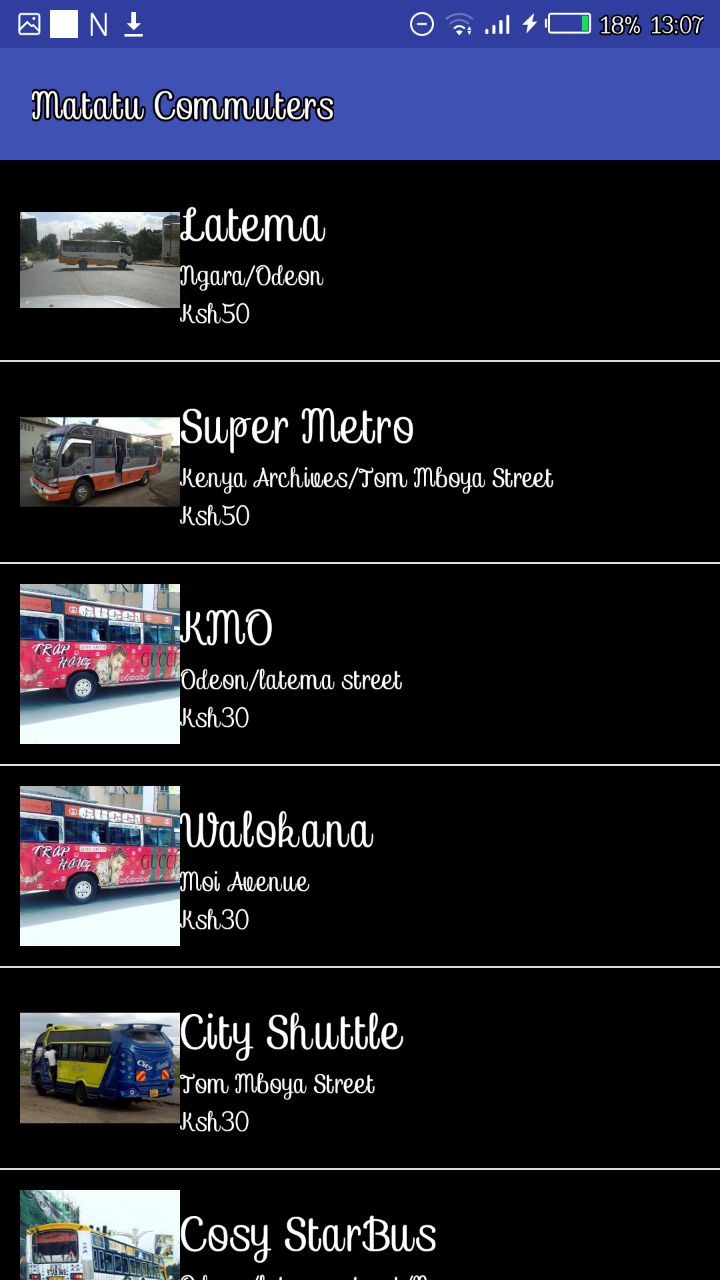 N 18% 13:07
Matatu Commuters
Latema
Ngara/Odeon
Ksh50
Super Metro
Kenya Archives/Tom Mboya Street
Ksh50
TRAP
HAUZ
GUCCI
KMO
Odeon/latema street
Ksh30
TRAP
HAUZ
GUCCI
Walokana
Moi Avenue
Ksh30
City
City Shuttle
Tom Mboya Street
Ksh30
Cosy StarBus